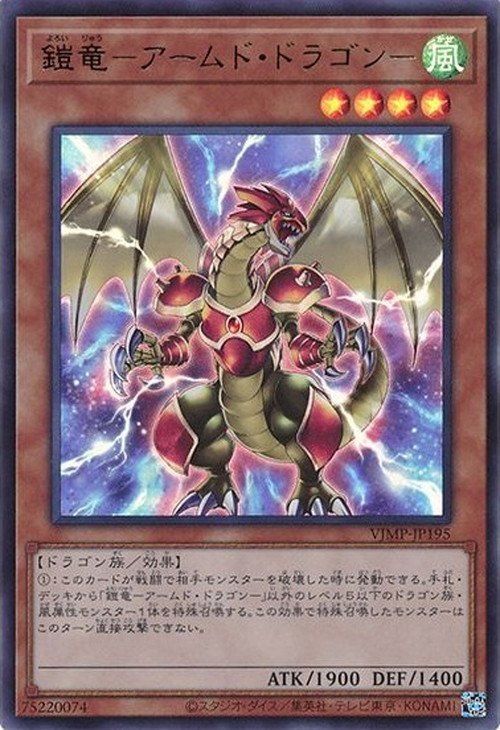 鎧竜－アームド・ドラゴン－
風
VJMP-JP195
【ドラゴン族／効果】
①：このカードが戦闘で相手モンスターを破壊した時に発動できる。手札・
デッキから「鎧竜－アームド・ドラゴン－」以外のレベル５以下のドラゴン族・
風属性モンスター１体を特殊召喚する。この効果で特殊召喚したモンスターは
このターン直接攻撃できない。
ATK/1900 DEF/1400
75220074
©スタジオ・ダイス／集英社・テレビ東京・KONAMI